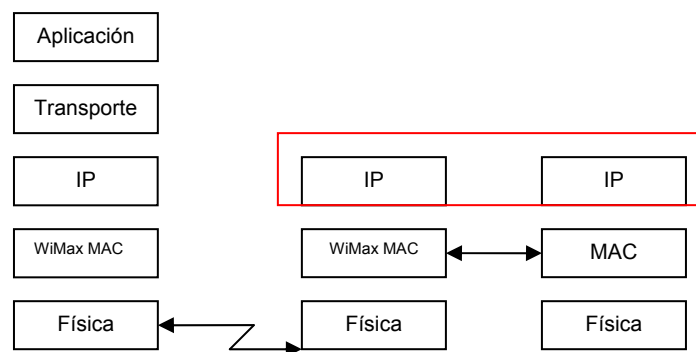 Aplicación
Transporte
IP
IP
IP
WiMax MAC
WiMax MAC
MAC
Física
Física
Física